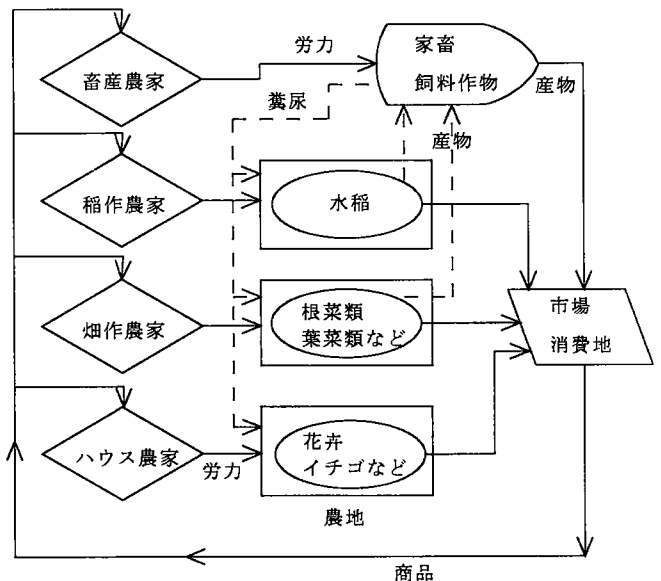 労力
家畜
飼料作物
畜産農家
産物
糞尿
産物
稲作農家
水稲
市場
消費地
畑作農家
根菜類
葉菜類など
ハウス農家
労力
花卉
イチゴなど
農地
商品